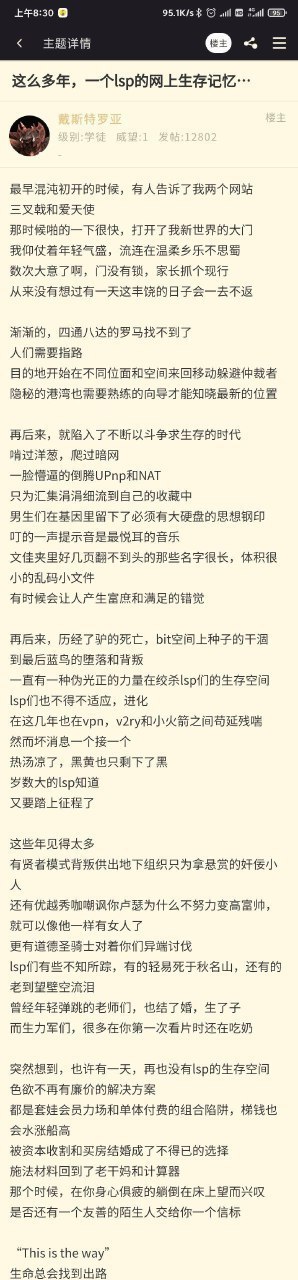 上午8:30
95.1K/s
主题详情
楼主
这么多年，一个lsp的网上生存记忆…
戴斯特罗亚
楼主
级别:学徒 威望:1 发帖:12802
最早混沌初开的时候，有人告诉了我两个网站
三叉戟和爱天使
那时候啪的一下很快，打开了我新世界的大门
我仰仗着年轻气盛，流连在温柔乡乐不思蜀
数次大意了啊，门没有锁，家长抓个现行
从来没有想过有一天这丰饶的日子会一去不返
渐渐的，四通八达的罗马找不到了
人们需要指路
目的地开始在不同位面和空间来回移动躲避仲裁者
隐秘的港湾也需要熟练的向导才能知晓最新的位置
再后来，就陷入了不断以斗争求生存的时代
啃过洋葱，爬过暗网
一脸懵逼的倒腾UPnp和NAT
只为汇集涓涓细流到自己的收藏中
男生们在基因里留下了必须有大硬盘的思想钢印
叮的一声提示音是最悦耳的音乐
文佳夹里好几页翻不到头的那些名字很长，体积很
小的乱码小文件
有时候会让人产生富庶和满足的错觉
再后来，历经了驴的死亡，bit空间上种子的干涸
到最后蓝鸟的堕落和背叛
一直有一种伪光正的力量在绞杀lsp们的生存空间
lsp们也不得不适应，进化
在这几年也在vpn，v2ry和小火箭之间苟延残喘
然而坏消息一个接一个
热汤凉了，黑黄也只剩下了黑
岁数大的lsp知道
又要踏上征程了
这些年见得太多
有贤者模式背叛供出地下组织只为拿悬赏的奸佞小
人
还有优越秀咖嘲讽你卢瑟为什么不努力变高富帅，
就可以像他一样有女人了
更有道德圣骑士对着你们异端讨伐
lsp们有些不知所踪，有的轻易死于秋名山，还有的
老到望壁空流泪
曾经年轻弹跳的老师们，也结了婚，生了子
而生力军们，很多在你第一次看片时还在吃奶
突然想到，也许有一天，再也没有lsp的生存空间
色欲不再有廉价的解决方案
都是套娃会员力场和单体付费的组合陷阱，梯钱也
会水涨船高
被资本收割和买房结婚成了不得已的选择
施法材料回到了老干妈和计算器
那个时候，在你身心俱疲的躺倒在床上望而兴叹
是否还有一个友善的陌生人交给你一个信标
“This is the way”
生命总会找到出路